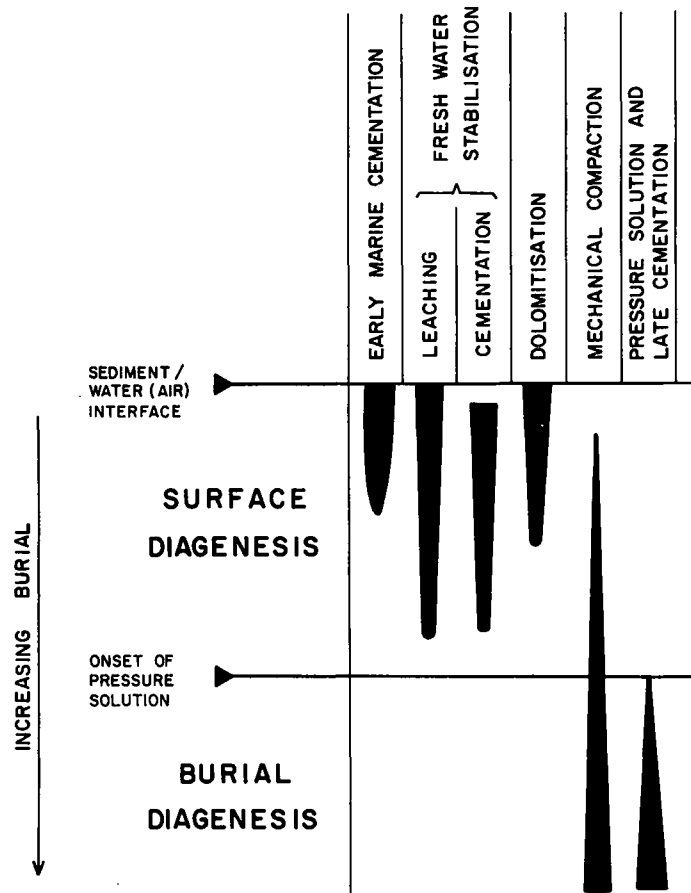 EARLY MARINE CEMENTATION
FRESH WATER
STABILISATION
LEACHING
CEMENTATION
DOLOMITISATION
MECHANICAL COMPACTION
PRESSURE SOLUTION AND
LATE CEMENTATION
SEDIMENT /
WATER (AIR)
INTERFACE
SURFACE
DIAGENESIS
INCREASING BURIAL
ONSET OF
PRESSURE
SOLUTION
BURIAL
DIAGENESIS